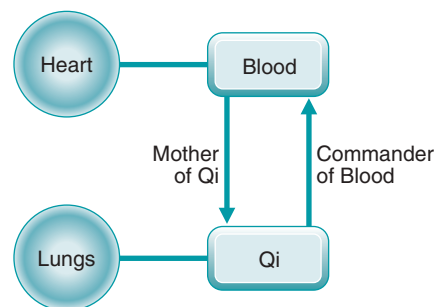 Heart
Blood
Mother
of Qi
Commander
of Blood
Lungs
Qi